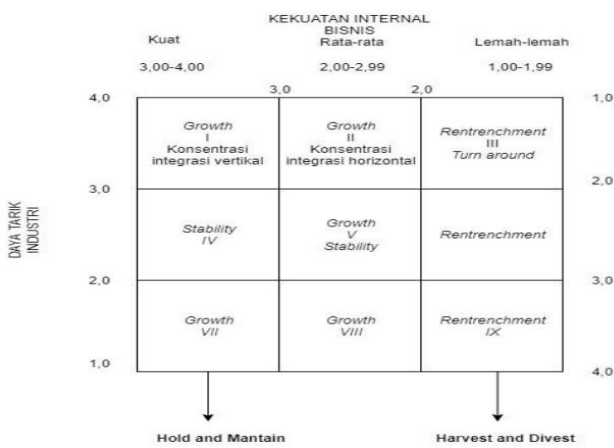 KEKUATAN INTERNAL
BISNIS
Kuat Rata-rata Lemah-lemah
3,00-4,00 2,00-2,99 1,00-1,99
3,0 2,0
4,0 1,0
Growth Growth Rentrenchment
I II III
Konsentrasi Konsentrasi Turn around
integrasi vertikal integrasi horizontal
3,0 2,0
DAYA TARIK
INDUSTRI
Stability Growth Rentrenchment
IV V
Stability
2,0 3,0
Growth Growth Rentrenchment
VII VIII IX
1,0 4,0
Hold and Mantain Harvest and Divest